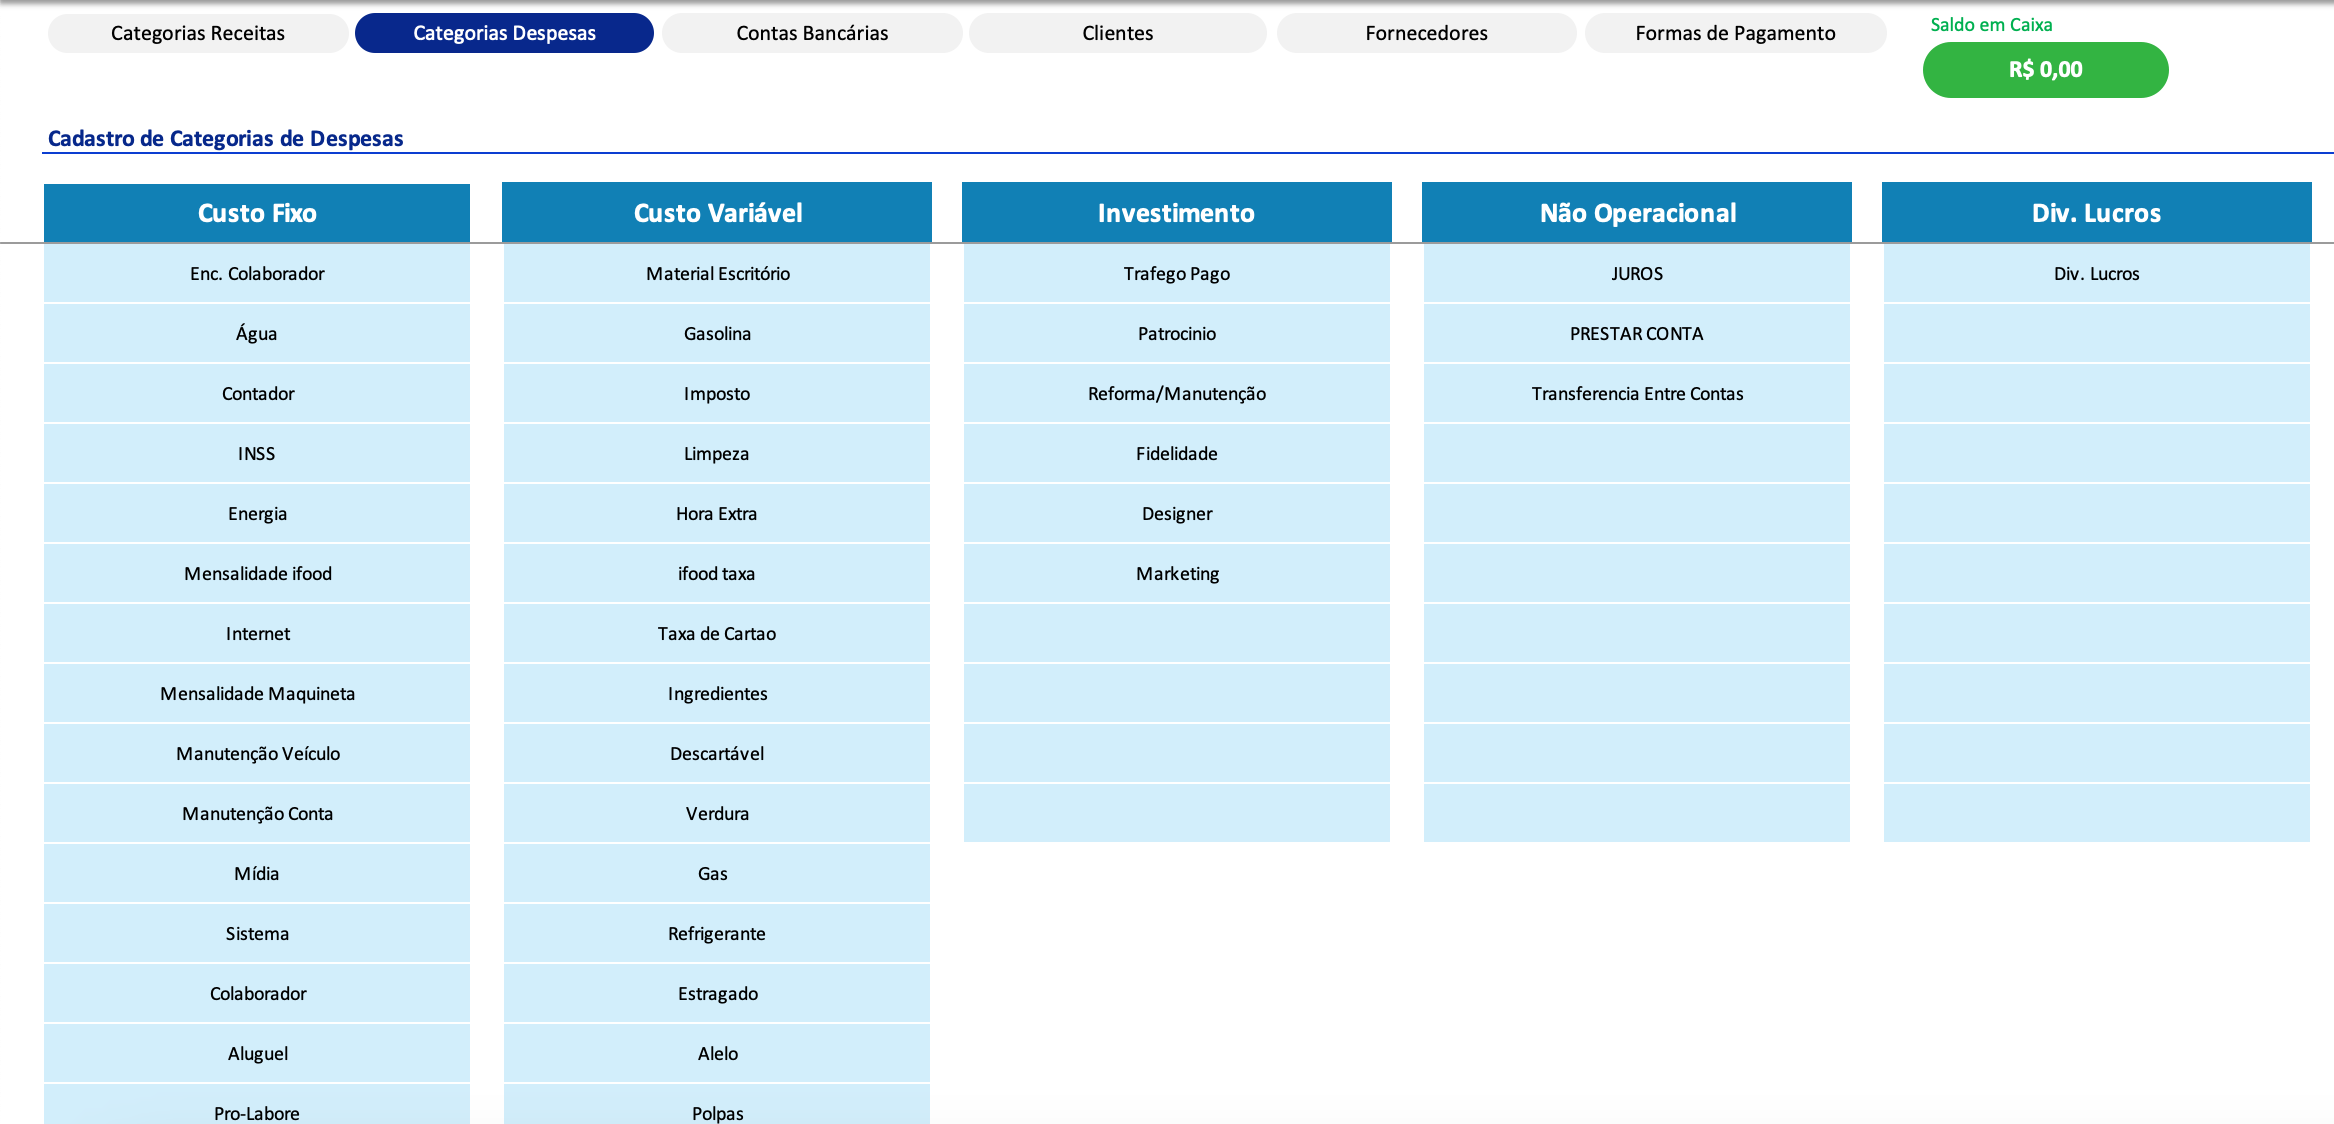 Categorias Receitas
Categorias Despesas
Contas Bancárias
Clientes
Fornecedores
Formas de Pagamento
Saldo em Caixa
R$ 0,00
Cadastro de Categorias de Despesas
Custo Fixo
Enc. Colaborador
Água
Contador
INSS
Energia
Mensalidade ifood
Internet
Mensalidade Maquineta
Manutenção Veículo
Manutenção Conta
Mídia
Sistema
Colaborador
Aluguel
Pro-Labore
Custo Variável
Material Escritório
Gasolina
Imposto
Limpeza
Hora Extra
ifood taxa
Taxa de Cartao
Ingredientes
Descartável
Verdura
Gas
Refrigerante
Estragado
Alelo
Polpas
Investimento
Trafego Pago
Patrocinio
Reforma/Manutenção
Fidelidade
Designer
Marketing
Não Operacional
JUROS
PRESTAR CONTA
Transferencia Entre Contas
Div. Lucros
Div. Lucros